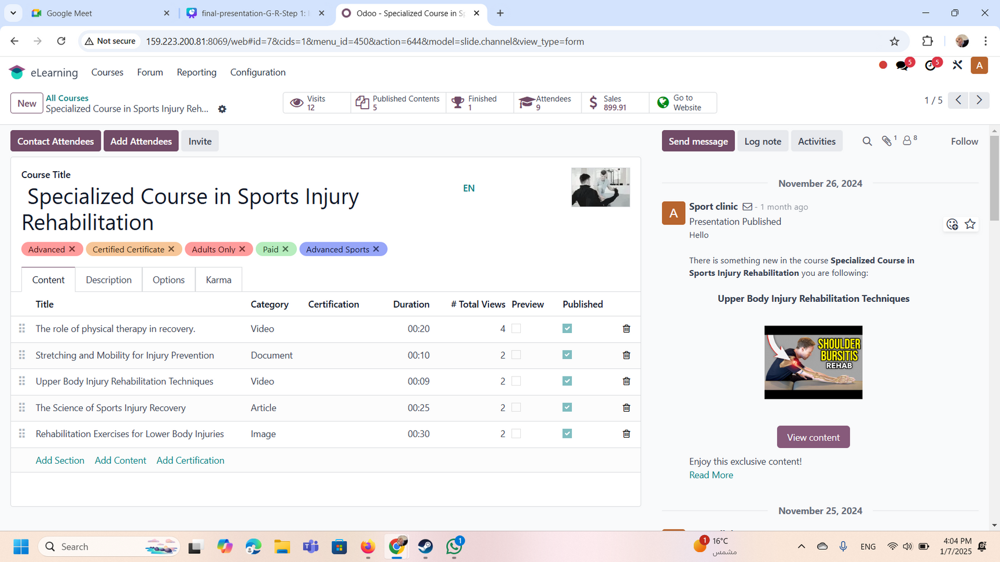 Google Meet
final-presentation-G-R-Step 1:
Odoo - Specialized Course in Sp
Not secure
159.223.200.81:8069/web#id=7&cids=1&menu_id=450&action=644&model=slide.channel&view_type=form
eLearning Courses Forum Reporting Configuration
5 5 A
New
All Courses
Specialized Course in Sports Injury Reh...
Visits
12
Published Contents
5
Finished
1
Attendees
9
Sales
899.91
Go to
Website
1 / 5
Contact Attendees Add Attendees Invite
Send message Log note Activities 1 8 Follow
Course Title
Specialized Course in Sports Injury
Rehabilitation
EN
Advanced Certified Certificate Adults Only Paid Advanced Sports
Content Description Options Karma
Title Category Certification Duration # Total Views Preview Published
The role of physical therapy in recovery. Video 00:20 4
Stretching and Mobility for Injury Prevention Document 00:10 2
Upper Body Injury Rehabilitation Techniques Video 00:09 2
The Science of Sports Injury Recovery Article 00:25 2
Rehabilitation Exercises for Lower Body Injuries Image 00:30 2
Add Section Add Content Add Certification
November 26, 2024
A
Sport clinic - 1 month ago
Presentation Published
Hello
There is something new in the course Specialized Course in
Sports Injury Rehabilitation you are following:
Upper Body Injury Rehabilitation Techniques
SHOULDER
BURSITIS
REHAB
View content
Enjoy this exclusive content!
Read More
November 25, 2024
Search
1
1
16°C
مشمس
ENG
4:04 PM
1/7/2025